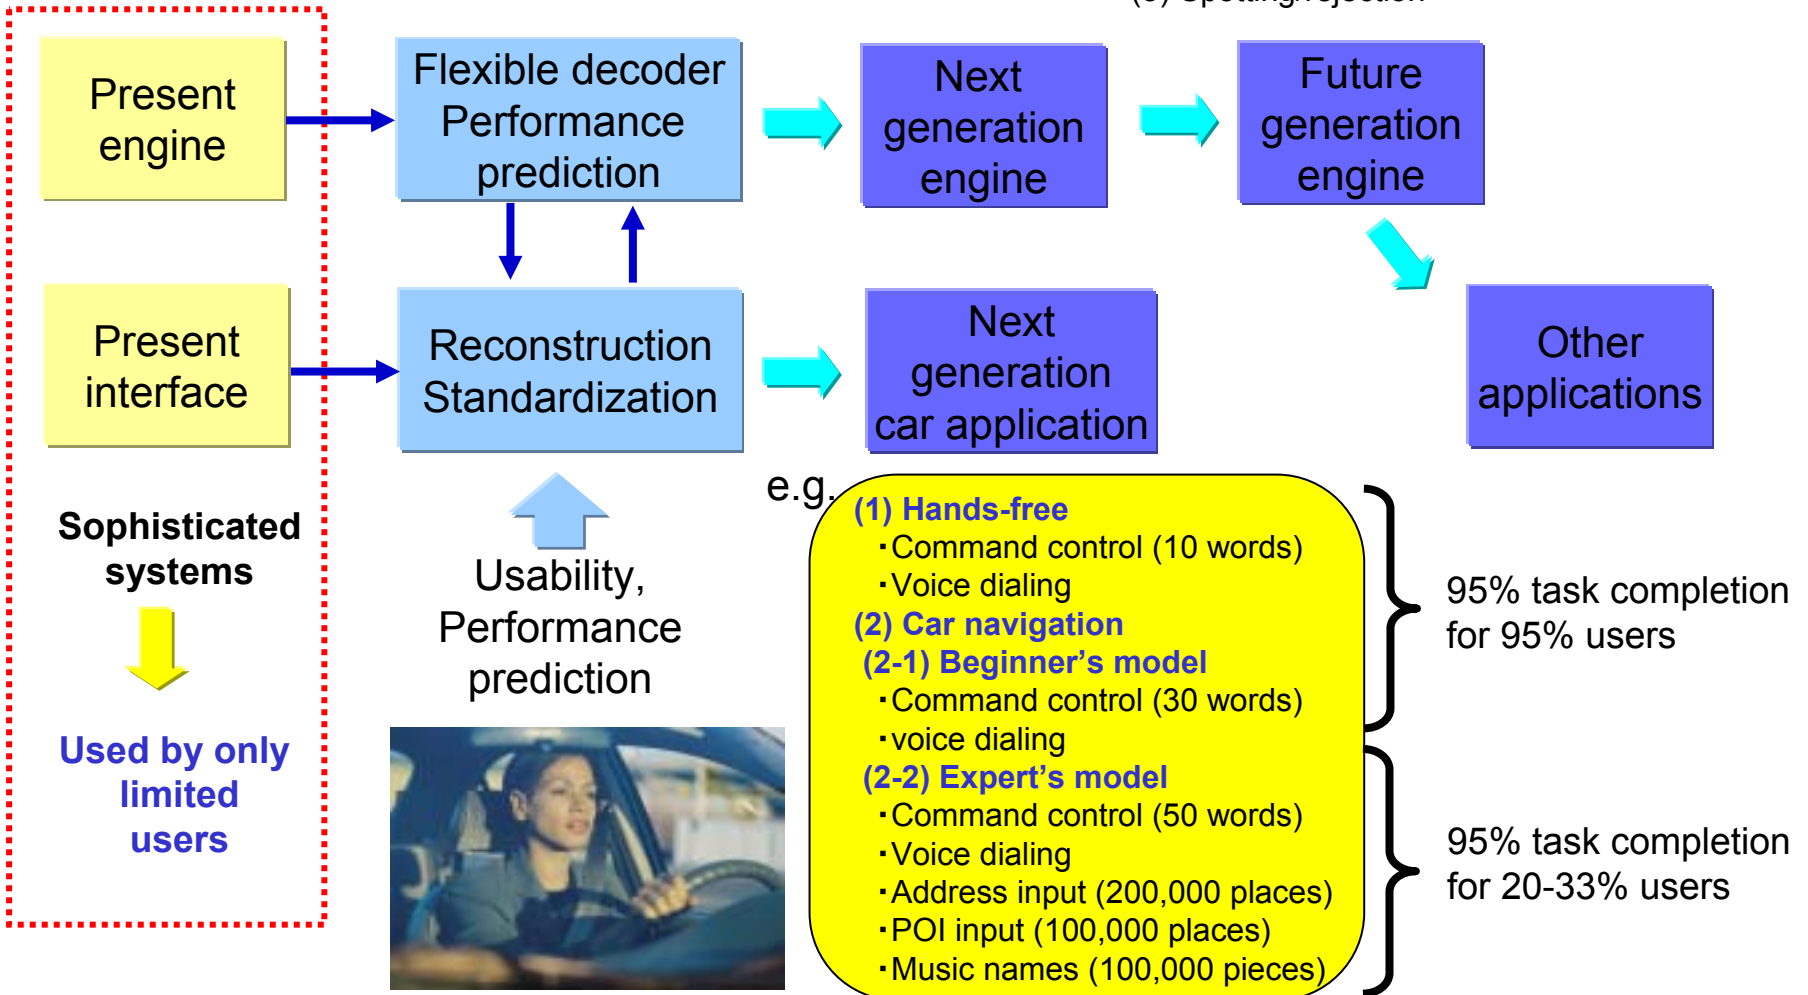 (3) Spotting/rejection
Present
engine
Flexible decoder
Performance
prediction
Next
generation
engine
Future
generation
engine
Present
interface
Reconstruction
Standardization
Next
generation
car application
Other
applications
Sophisticated
systems
Used by only
limited
users
Usability,
Performance
prediction
e.g.
(1) Hands-free
・Command control (10 words)
・Voice dialing
(2) Car navigation
(2-1) Beginner’s model
・Command control (30 words)
・voice dialing
(2-2) Expert’s model
・Command control (50 words)
・Voice dialing
・Address input (200,000 places)
・POI input (100,000 places)
・Music names (100,000 pieces)
95% task completion
for 95% users
95% task completion
for 20-33% users